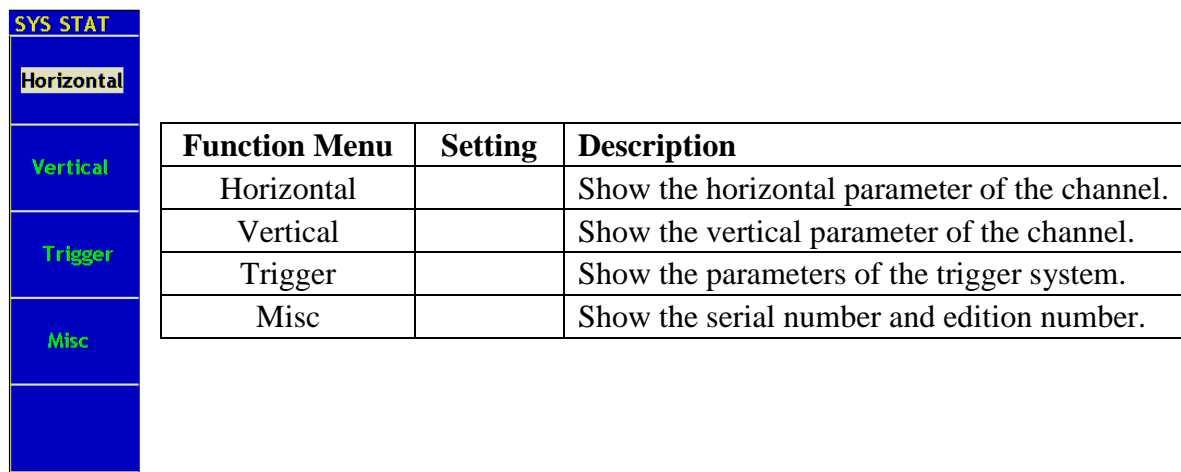 SYS STAT
Horizontal
Vertical
Trigger
Misc
Function Menu Setting Description
Horizontal Show the horizontal parameter of the channel.
Vertical Show the vertical parameter of the channel.
Trigger Show the parameters of the trigger system.
Misc Show the serial number and edition number.